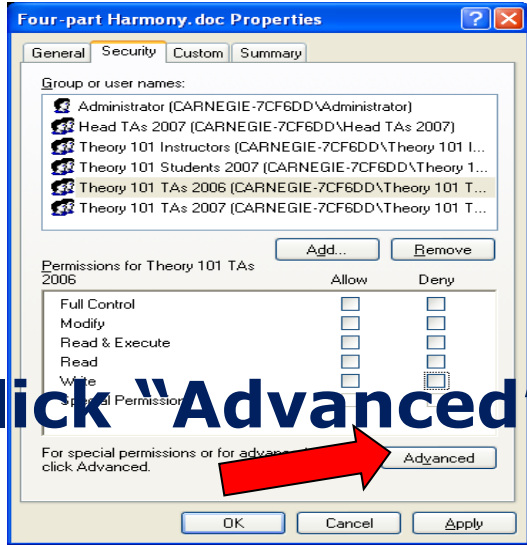 Four-part Harmony.doc Properties
General Security Custom Summary
Group or user names:
Administrator (CARNEGIE-7CF6DD\Administrator)
Head TAs 2007 (CARNEGIE-7CF6DD\Head TAs 2007)
Theory 101 Instructors (CARNEGIE-7CF6DD\Theory 101 I...
Theory 101 Students 2007 (CARNEGIE-7CF6DD\Theory 1...
Theory 101 TAs 2006 (CARNEGIE-7CF6DD\Theory 101 T...
Theory 101 TAs 2007 (CARNEGIE-7CF6DD\Theory 101 T...
Add... Remove
Permissions for Theory 101 TAs
2006 Allow Deny
Full Control
Modify
Read & Execute
Read
Write
lick “Advanced”
For special permissions or for
click Advanced.
Advanced
OK Cancel Apply